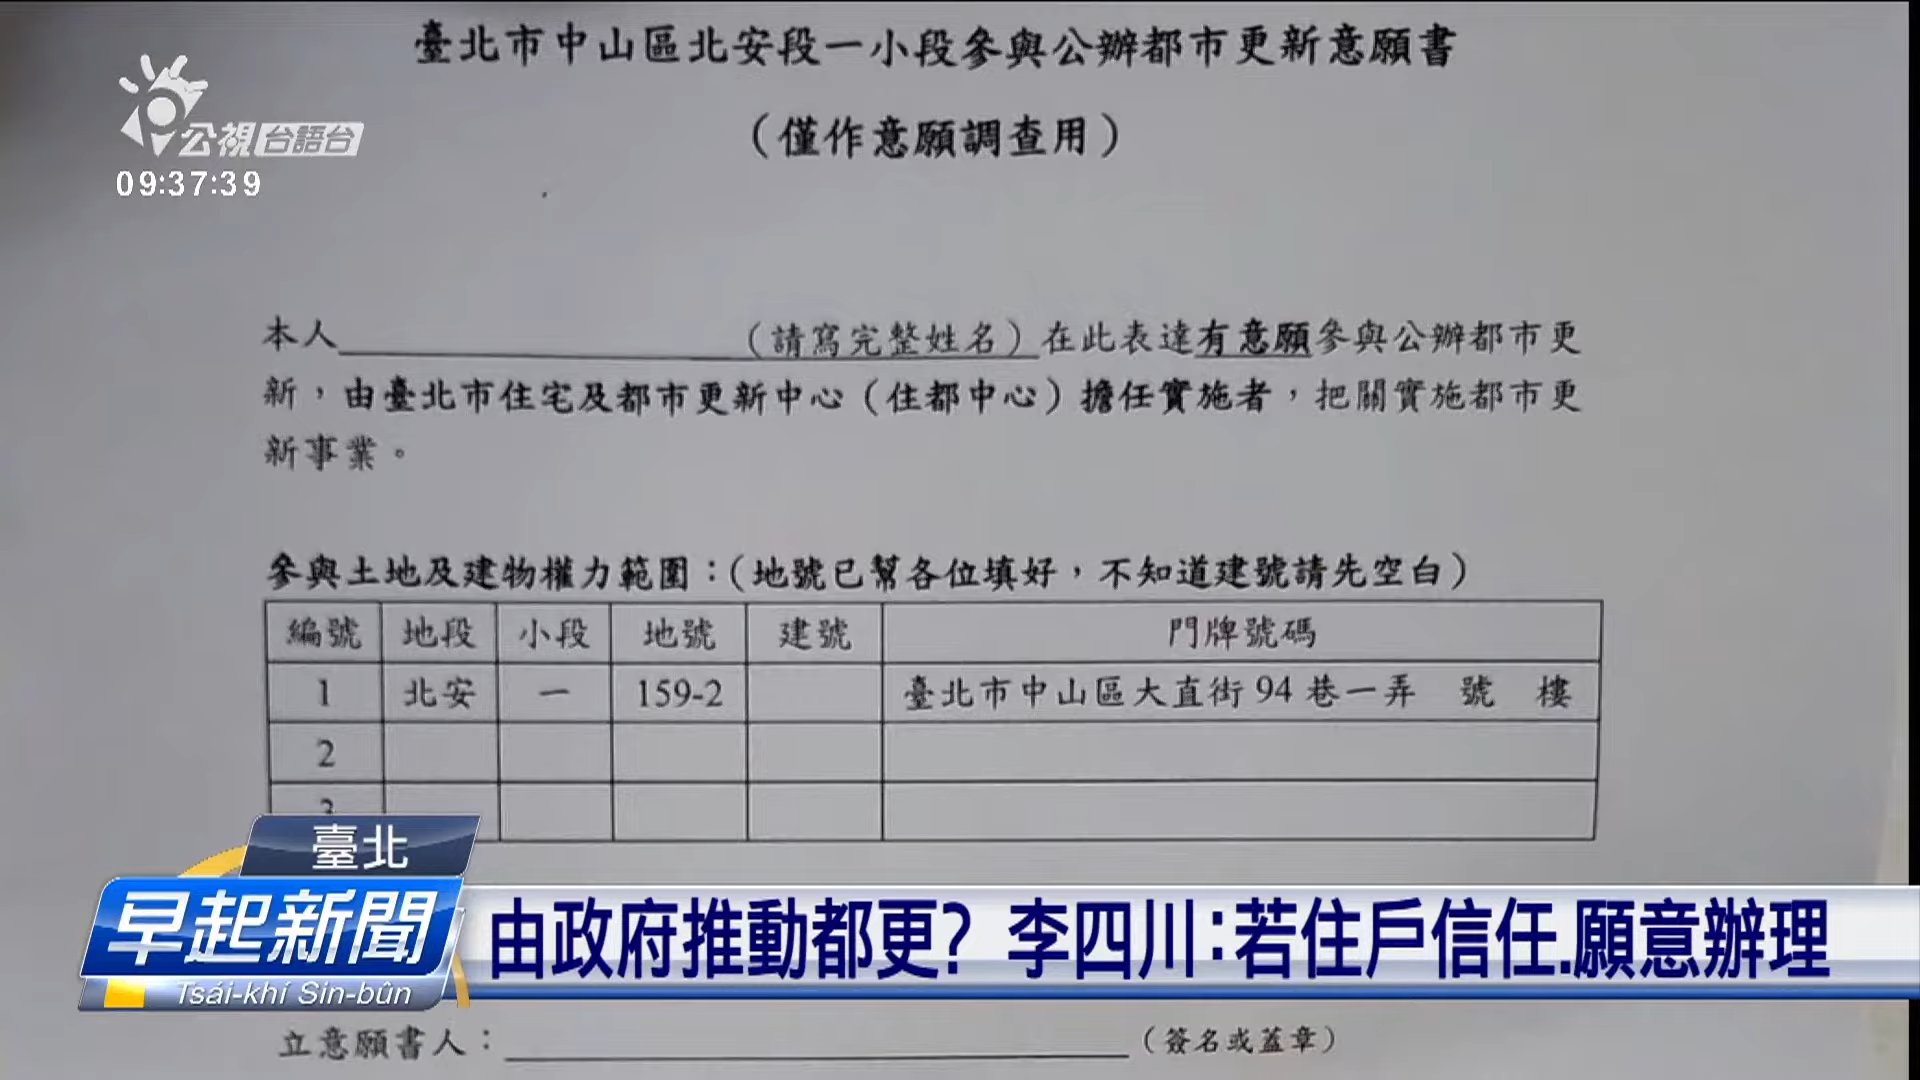 臺北市中山區北安段一小段參與公辦都市更新意願書
（僅作意願調查用）
公視台語台
09:37:39
本人（請寫完整姓名）在此表達有意願參與公辦都市更
新，由臺北市住宅及都市更新中心（住都中心）擔任實施者，把關實施都市更
新事業。
參與土地及建物權力範圍：（地號已幫各位填好，不知道建號請先空白）
編號 地段 小段 地號 建號 門牌號碼
1 北安 一 159-2 臺北市中山區大直街 94 巷一弄 號 樓
2
3
臺北
早起新聞
Tsái-khí Sin-bûn
由政府推動都更? 李四川:若住戶信任.願意辦理
立意願書人：（簽名或蓋章）